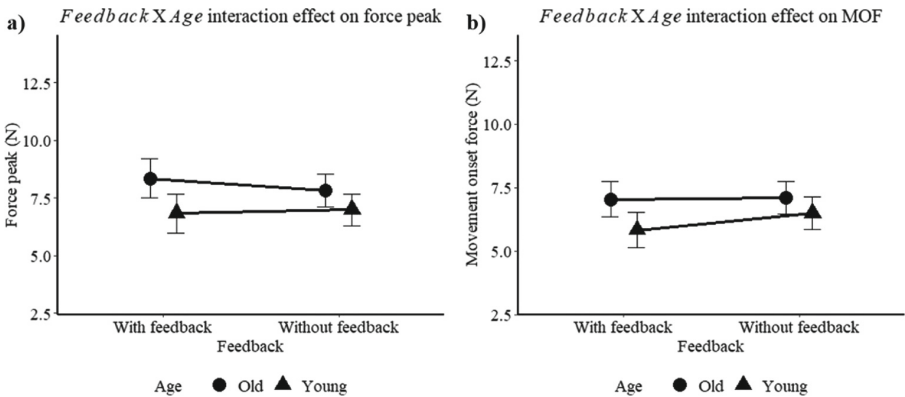 a)
Feedback X Age interaction effect on force peak
Force peak (N)
12.5
10.0
7.5
5.0
2.5
With feedback Without feedback
Feedback
Age Old Young
b)
Feedback X Age interaction effect on MOF
Movement onset force (N)
12.5
10.0
7.5
5.0
2.5
With feedback Without feedback
Feedback
Age Old Young